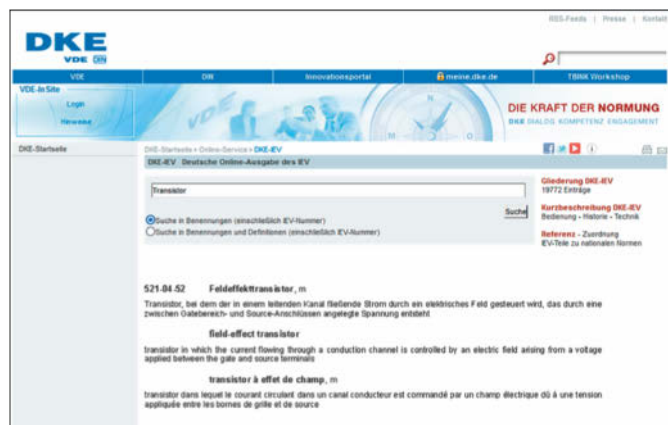 RSS-Feeds | Presse | Kontakt
DKE
VDE DIN
VDE DIN Innovationsportal meine.dke.de TBINK Workshop
VDE-InSite
Login
Hinweise
VDE
N
DIE KRAFT DER NORMUNG
DKE DIALOG KOMPETENZ ENGAGEMENT
DKE-Startseite
DKE-Startseite > Online-Service > DKE-IEV
DKE-IEV Deutsche Online-Ausgabe des IEV
Transistor
Suche
Suche in Benennungen (einschließlich IEV-Nummer)
Suche in Benennungen und Definitionen (einschließlich IEV-Nummer)
Gliederung DKE-IEV
19772 Einträge
Kurzbeschreibung DKE-IEV
Bedienung - Historie - Technik
Referenz - Zuordnung
IEV-Teile zu nationalen Normen
521-04-52 Feldeffekttransistor, m
Transistor, bei dem der in einem leitenden Kanal fließende Strom durch ein elektrisches Feld gesteuert wird, das durch eine
zwischen Gatebereich- und Source-Anschlüssen angelegte Spannung entsteht
field-effect transistor
transistor in which the current flowing through a conduction channel is controlled by an electric field arising from a voltage
applied between the gate and source terminals
transistor à effet de champ, m
transistor dans lequel le courant circulant dans un canal conducteur est commandé par un champ électrique dû à une tension
appliquée entre les bornes de grille et de source